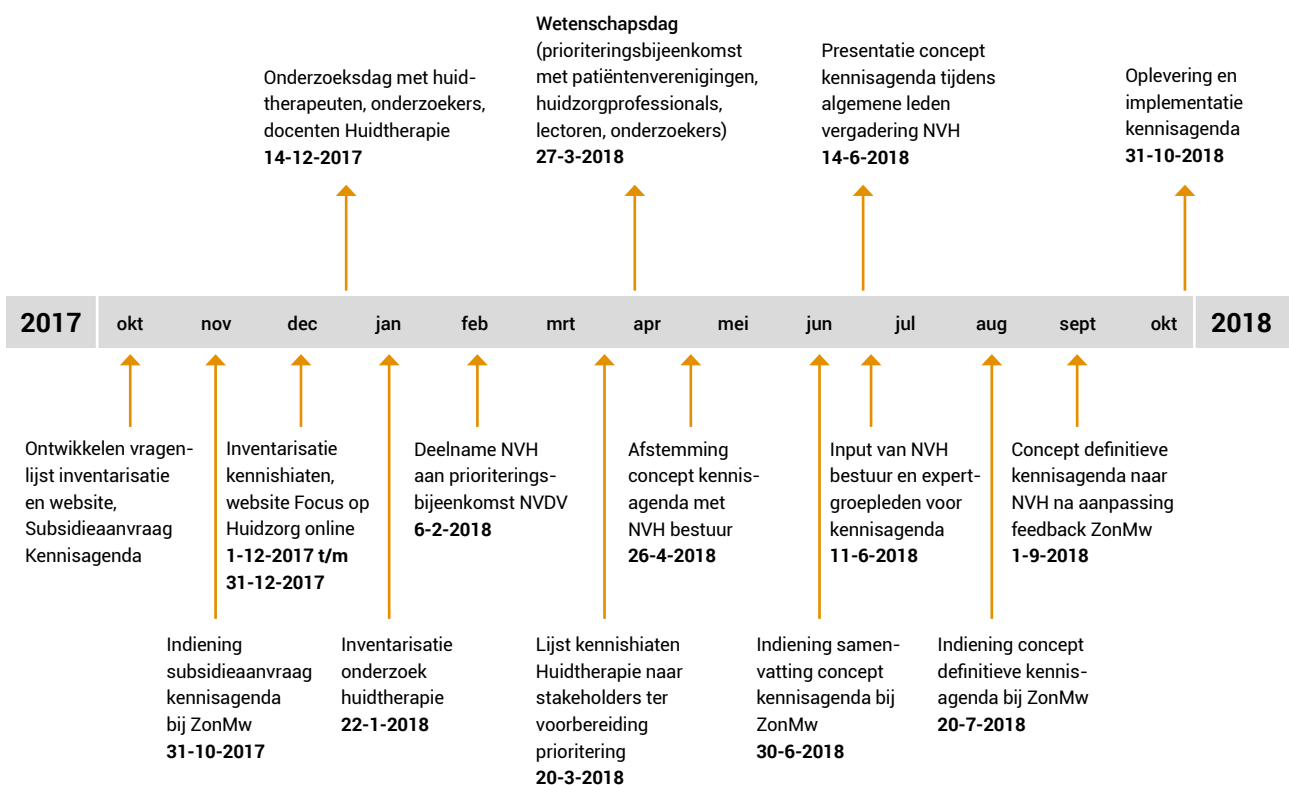 Onderzoeksdag met huid-
therapeuten, onderzoekers,
docenten Huidtherapie
14-12-2017
Wetenschapsdag
(prioriteringsbijeenkomst
met patiëntenverenigingen,
huidzorgprofessionals,
lectoren, onderzoekers)
27-3-2018
Presentatie concept
kennisagenda tijdens
algemene leden
vergadering NVH
14-6-2018
Oplevering en
implementatie
kennisagenda
31-10-2018
2017 okt nov dec jan feb mrt apr mei jun jul aug sept okt 2018
Ontwikkelen vragen-
lijst inventarisatie
en website,
Subsidieaanvraag
Kennisagenda
Inventarisatie
kennishiaten,
website Focus op
Huidzorg online
1-12-2017 t/m
31-12-2017
Deelname NVH
aan prioriterings-
bijeenkomst NVDV
6-2-2018
Afstemming
concept kennis-
agenda met
NVH bestuur
26-4-2018
Input van NVH
bestuur en expert-
groepleden voor
kennisagenda
11-6-2018
Concept definitieve
kennisagenda naar
NVH na aanpassing
feedback ZonMw
1-9-2018
Indiening
subsidieaanvraag
kennisagenda
bij ZonMw
31-10-2017
Inventarisatie
onderzoek
huidtherapie
22-1-2018
Lijst kennishiaten
Huidtherapie naar
stakeholders ter
voorbereiding
prioritering
20-3-2018
Indiening samen-
vatting concept
kennisagenda bij
ZonMw
30-6-2018
Indiening concept
definitieve kennis-
agenda bij ZonMw
20-7-2018